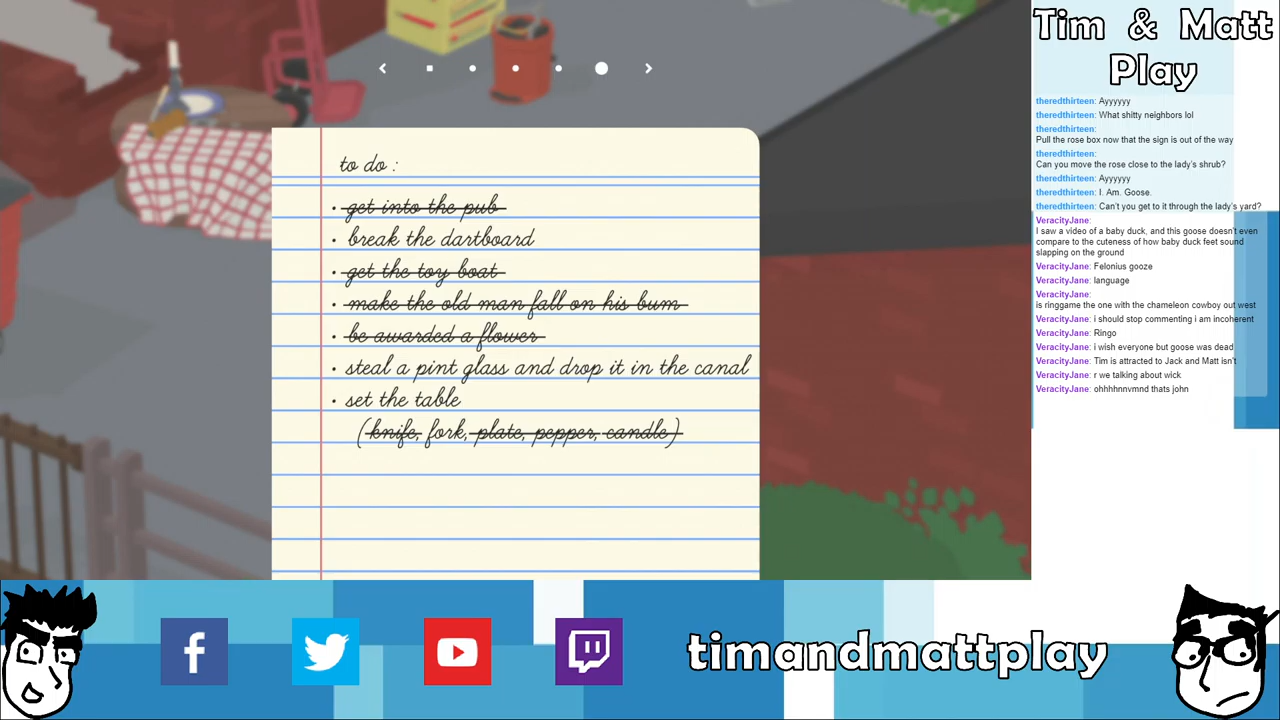 to do :
• get into the pub
• break the dartboard
• get the toy boat
• make the old man fall on his bum
• be awarded a flower
• steal a pint glass and drop it in the canal
• set the table
(knife, fork, plate, pepper, candle)
Tim & Matt
Play
theredthirteen: Ayyyyyy
theredthirteen: What shitty neighbors lol
theredthirteen:
Pull the rose box now that the sign is out of the way
theredthirteen:
Can you move the rose close to the lady's shrub?
theredthirteen: Ayyyyyy
theredthirteen: I. Am. Goose.
theredthirteen: Can't you get to it through the lady's yard?
VeracityJane:
I saw a video of a baby duck, and this goose doesn't even
compare to the cuteness of how baby duck feet sound
slapping on the ground
VeracityJane: Felonius gooze
VeracityJane: language
VeracityJane:
is ringgame the one with the chameleon cowboy out west
VeracityJane: i should stop commenting i am incoherent
VeracityJane: Ringo
VeracityJane: i wish everyone but goose was dead
VeracityJane: Tim is attracted to Jack and Matt isn't
VeracityJane: r we talking about wick
VeracityJane: ohhhhnnvmnd thats john
timandmattplay